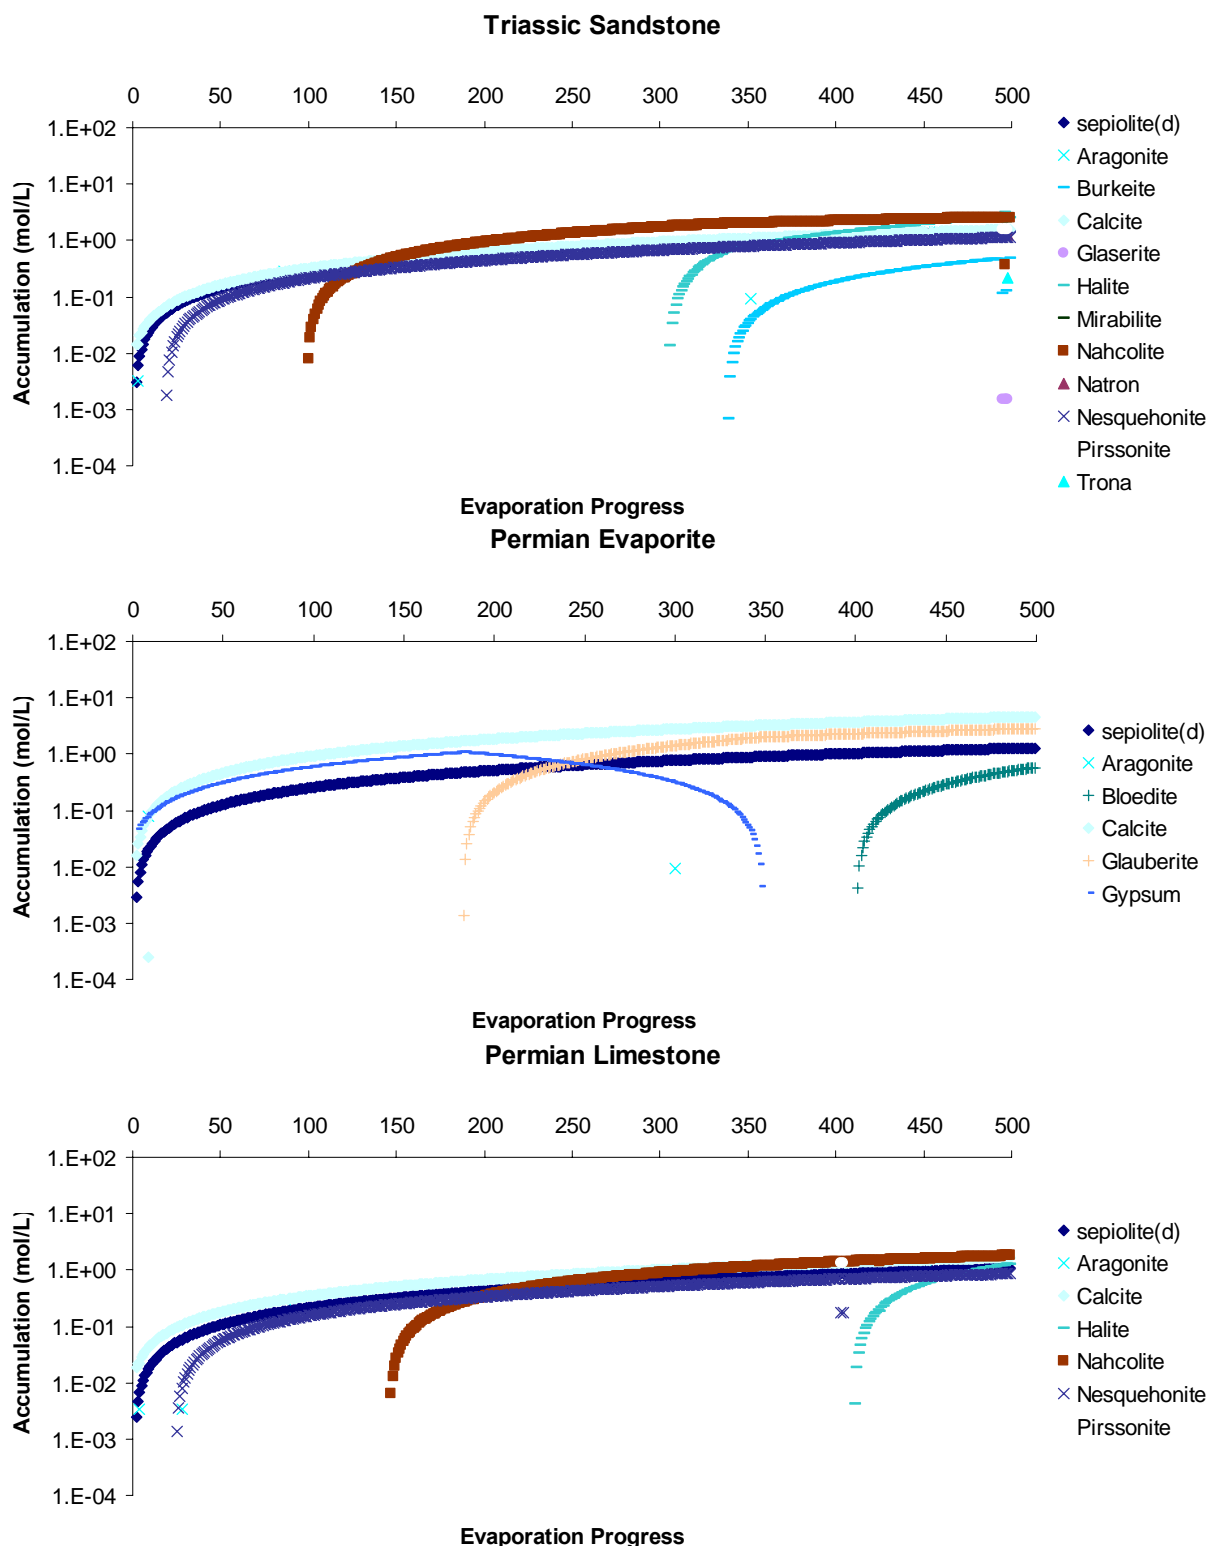 Triassic Sandstone
0 50 100 150 200 250 300 350 400 450 500
1.E+02
1.E+01
1.E+00
1.E-01
1.E-02
1.E-03
1.E-04
Accumulation (mol/L)
sepiolite(d)
Aragonite
Burkeite
Calcite
Glaserite
Halite
Mirabilite
Nahcolite
Natron
Nesquehonite
Pirssonite
Trona
Evaporation Progress
Permian Evaporite
0 50 100 150 200 250 300 350 400 450 500
1.E+02
1.E+01
1.E+00
1.E-01
1.E-02
1.E-03
1.E-04
Accumulation (mol/L)
sepiolite(d)
Aragonite
Bloedite
Calcite
Glauberite
Gypsum
Evaporation Progress
Permian Limestone
0 50 100 150 200 250 300 350 400 450 500
1.E+02
1.E+01
1.E+00
1.E-01
1.E-02
1.E-03
1.E-04
Accumulation (mol/L)
sepiolite(d)
Aragonite
Calcite
Halite
Nahcolite
Nesquehonite
Pirssonite
Evaporation Progress